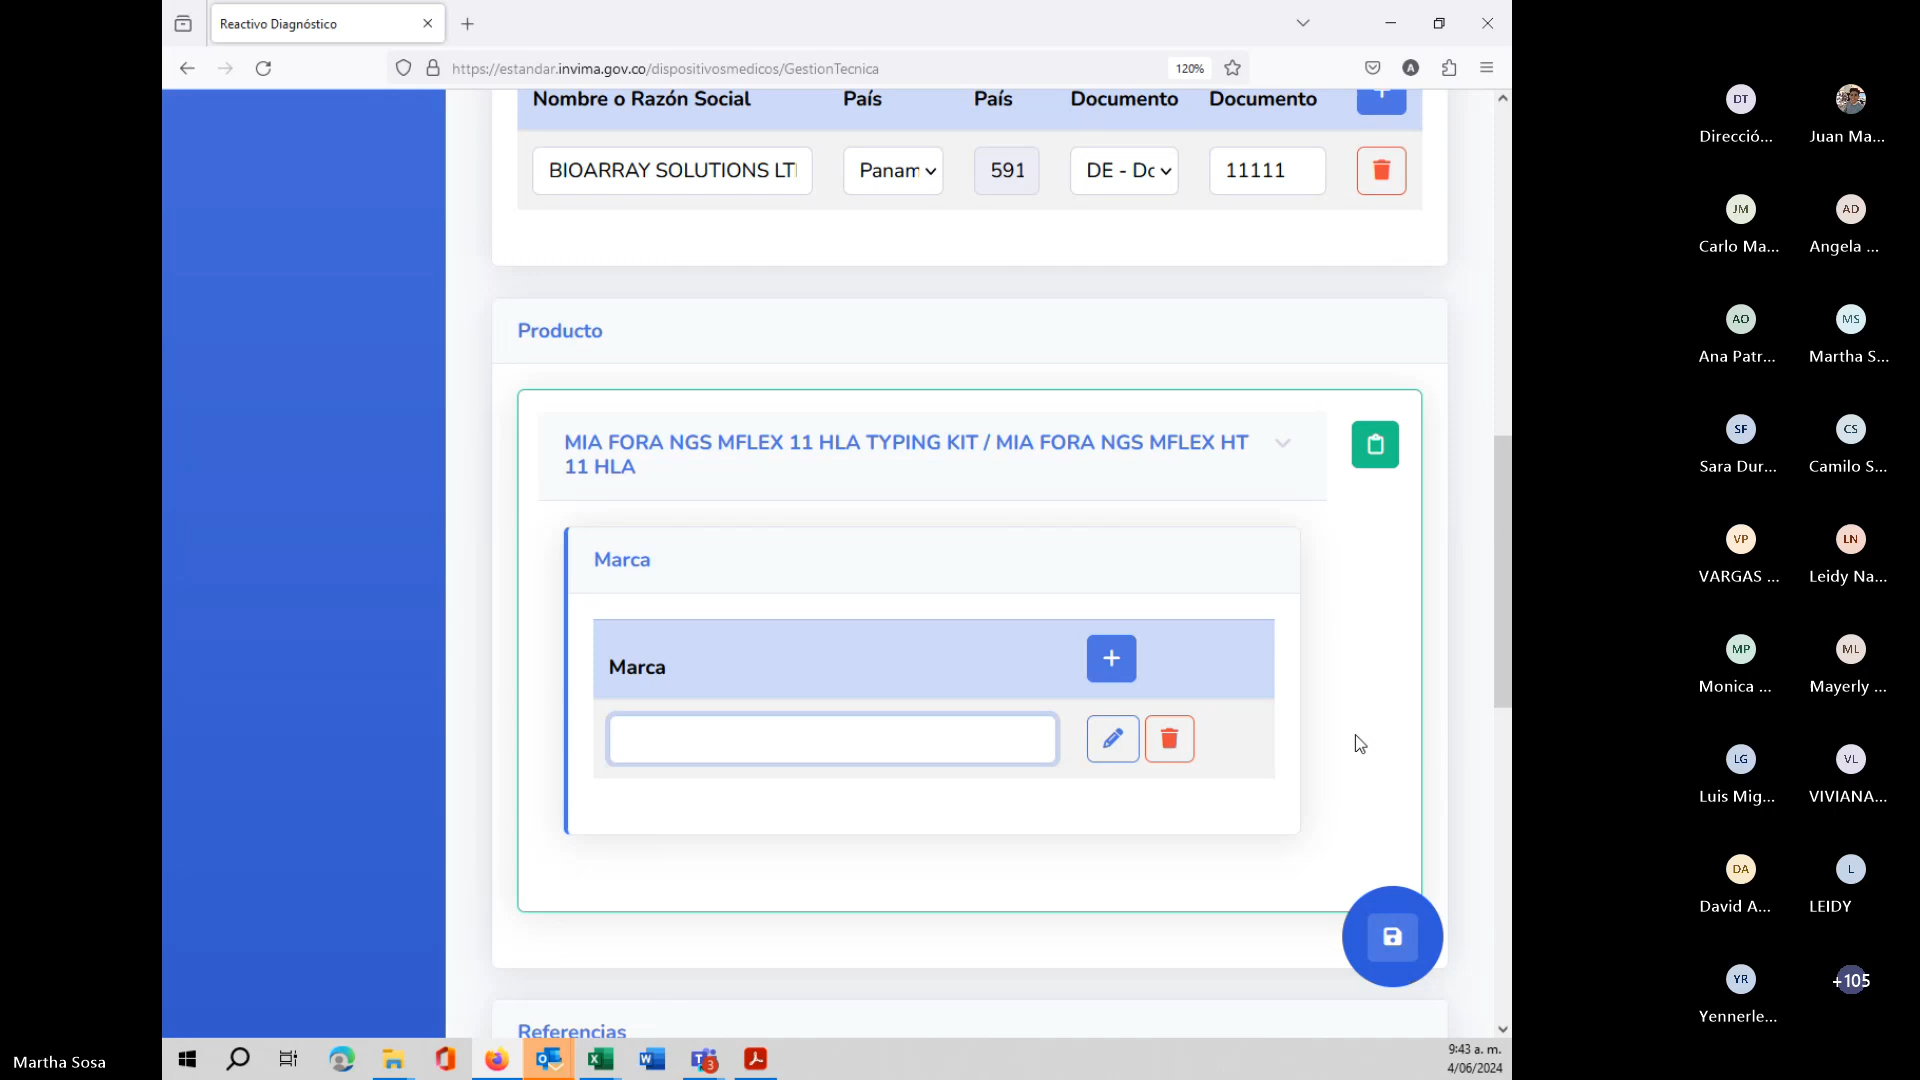 Reactivo Diagnóstico
https://estandar.invima.gov.co/dispositivosmedicos/GestionTecnica
120%
A
Nombre o Razón Social
País
País
Documento
Documento
BIOARRAY SOLUTIONS LT
Panam
591
DE - Dc
11111
Producto
MIA FORA NGS MFLEX 11 HLA TYPING KIT / MIA FORA NGS MFLEX HT
11 HLA
Marca
Marca
Referencias
9:43 a. m.
4/06/2024
3
Martha Sosa
DT
Direcció...
Juan Ma...
JM
Carlo Ma...
AD
Angela ...
AO
Ana Patr...
MS
Martha S...
SF
Sara Dur...
CS
Camilo S...
VP
VARGAS ...
LN
Leidy Na...
MP
Monica ...
ML
Mayerly ...
LG
Luis Mig...
VL
VIVIANA...
DA
David A...
L
LEIDY
YR
Yennerle...
+105